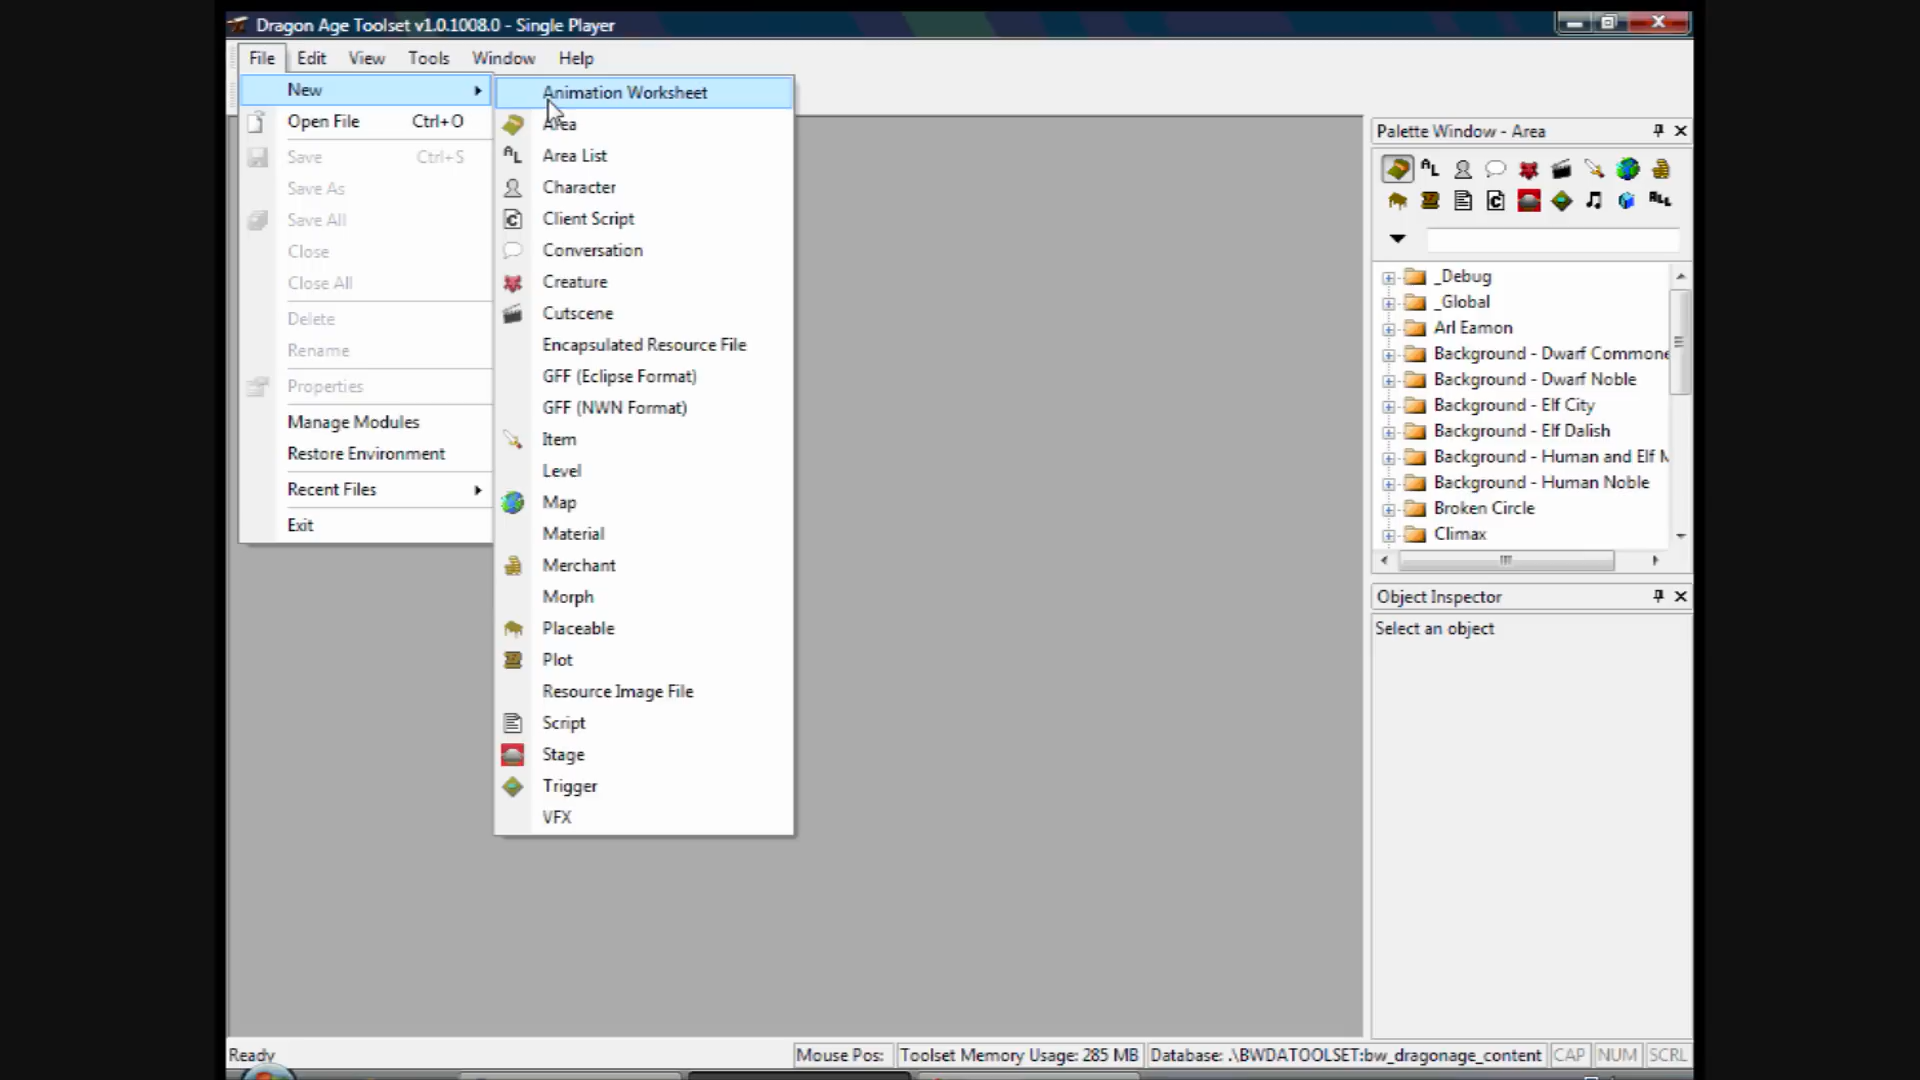 Dragon Age Toolset v1.0.1008.0 - Single Player
File Edit View Tools Window Help
New
Open File Ctrl+O
Save Ctrl+S
Save As
Save All
Close
Close All
Delete
Rename
Properties
Manage Modules
Restore Environment
Recent Files
Exit
Animation Worksheet
Area
Area List
Character
Client Script
Conversation
Creature
Cutscene
Encapsulated Resource File
GFF (Eclipse Format)
GFF (NWN Format)
Item
Level
Map
Material
Merchant
Morph
Placeable
Plot
Resource Image File
Script
Stage
Trigger
VFX
Palette Window - Area
_Debug
_Global
Arl Eamon
Background - Dwarf Commone
Background - Dwarf Noble
Background - Elf City
Background - Elf Dalish
Background - Human and Elf M
Background - Human Noble
Broken Circle
Climax
Object Inspector
Select an object
Ready Mouse Pos: Toolset Memory Usage: 285 MB Database: .\BWDATOOLSET:bw_dragonage_content CAP NUM SCRL